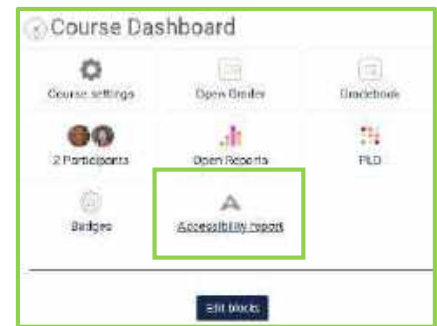 Course Dashboard
Course settings
Open Grader
Gradebook
2 Participants
Open Reports
PLD
Badges
Accessibility report
Edit blocks